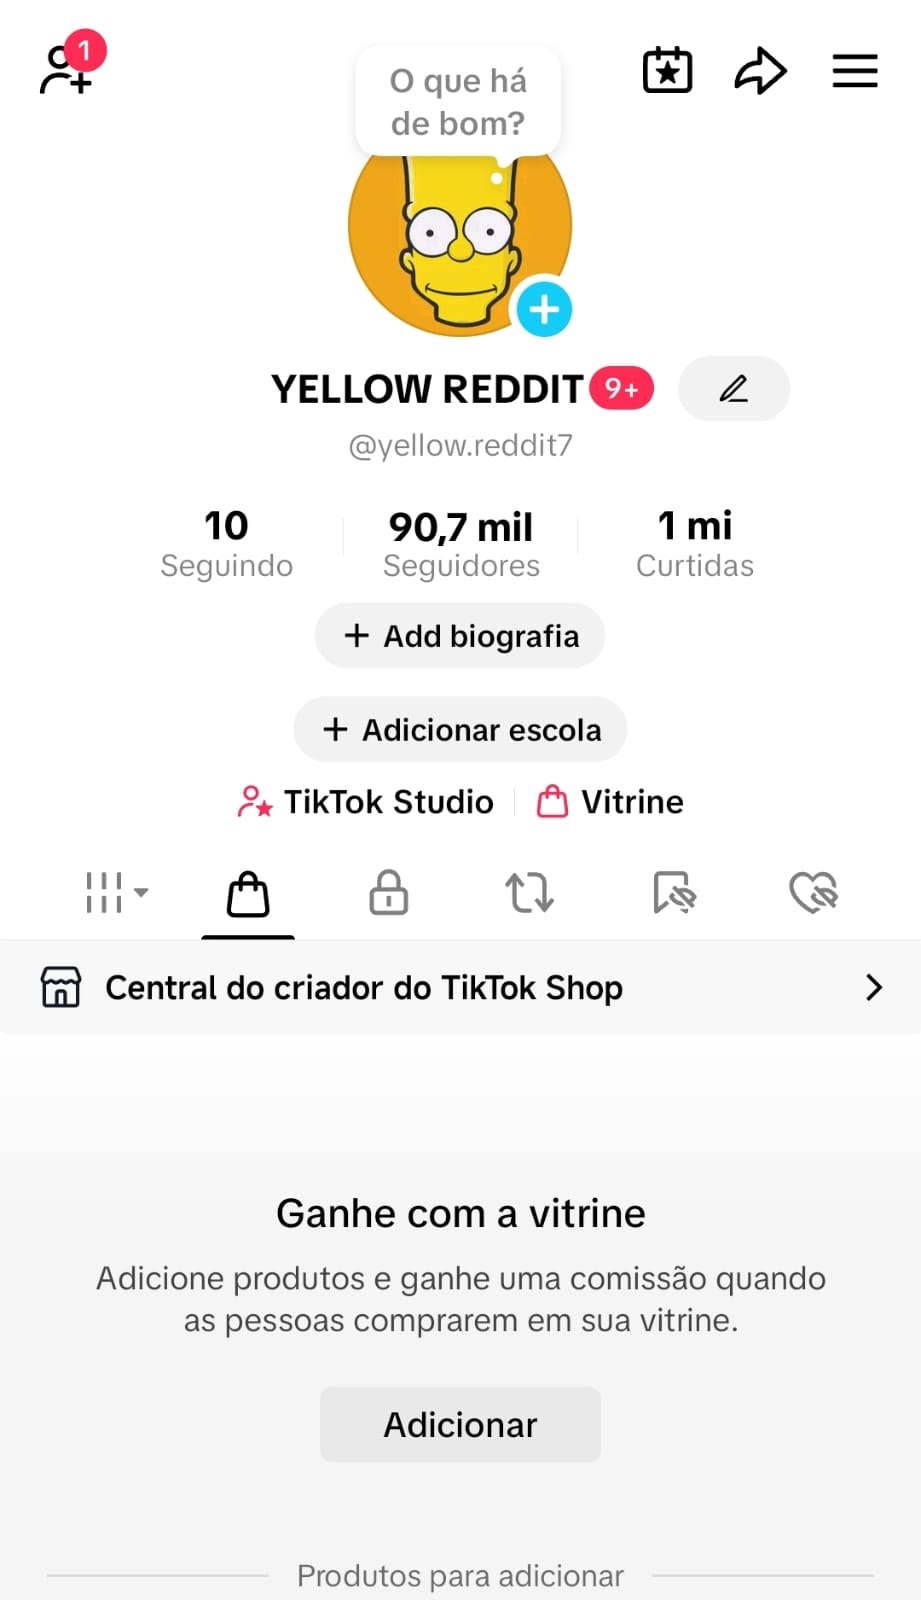 1
O que há
de bom?
YELLOW REDDIT 9+
@yellow.reddit7
10 90,7 mil 1 mi
Seguindo Seguidores Curtidas
+ Add biografia
+ Adicionar escola
TikTok Studio Vitrine
Central do criador do TikTok Shop
Ganhe com a vitrine
Adicione produtos e ganhe uma comissão quando
as pessoas comprarem em sua vitrine.
Adicionar
Produtos para adicionar